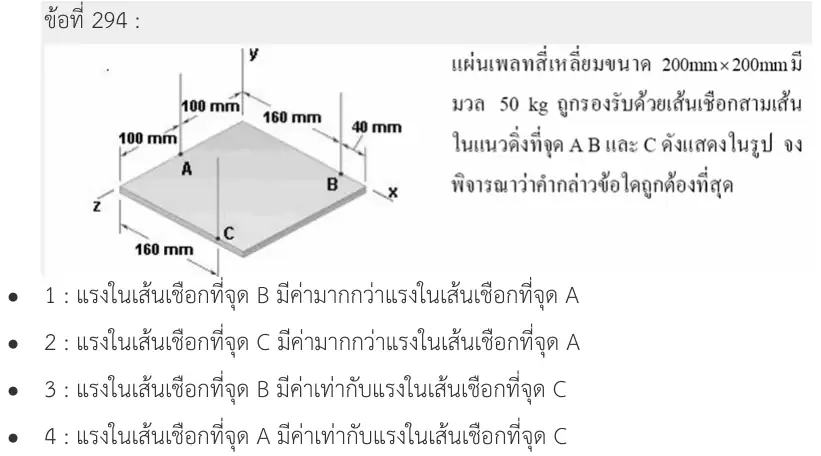 ข้อที่ 294 :
y
100 mm
160 mm
100 mm
40 mm
A
B
x
z
C
160 mm
แผ่นเพลทสี่เหลี่ยมขนาด 200mm×200mm มี
มวล 50 kg ถูกรองรับด้วยเส้นเชือกสามเส้น
ในแนวดิ่งที่จุด A B และ C ดังแสดงในรูป จง
พิจารณาว่าคำกล่าวข้อใดถูกต้องที่สุด
• 1 : แรงในเส้นเชือกที่จุด B มีค่ามากกว่าแรงในเส้นเชือกที่จุด A
• 2 : แรงในเส้นเชือกที่จุด C มีค่ามากกว่าแรงในเส้นเชือกที่จุด A
• 3 : แรงในเส้นเชือกที่จุด B มีค่าเท่ากับแรงในเส้นเชือกที่จุด C
• 4 : แรงในเส้นเชือกที่จุด A มีค่าเท่ากับแรงในเส้นเชือกที่จุด C